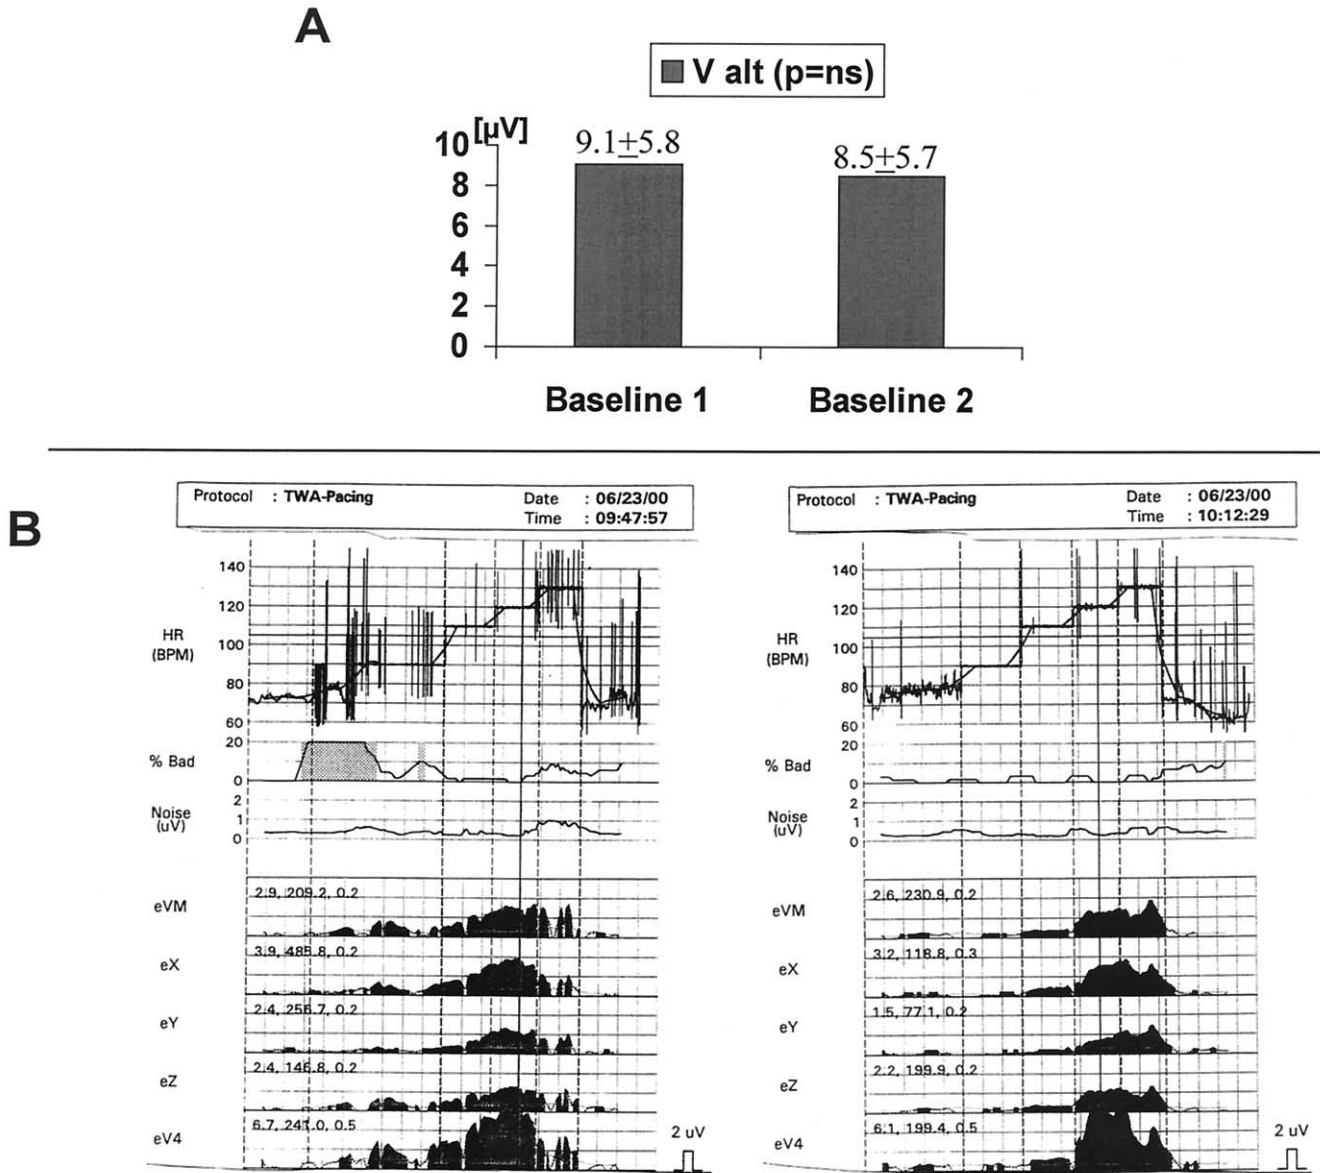 A
V alt (p=ns)
[µV]
10
8
6
4
2
0
9.1±5.8
8.5±5.7
Baseline 1
Baseline 2
B
Protocol : TWA-Pacing Date : 06/23/00
Time : 09:47:57
140
120
HR 100
(BPM)
80
60
% Bad 20
0
Noise 2
(uV) 1
0
eVM 2.9, 209.2, 0.2
eX 3.9, 485.8, 0.2
eY 2.4, 256.7, 0.2
eZ 2.4, 146.8, 0.2
eV4 6.7, 241.0, 0.5
2 uV
Protocol : TWA-Pacing Date : 06/23/00
Time : 10:12:29
140
120
HR 100
(BPM)
80
60
% Bad 20
0
Noise 2
(uV) 1
0
eVM 2.6, 230.9, 0.2
eX 3.2, 118.8, 0.3
eY 1.5, 77.1, 0.2
eZ 2.2, 199.9, 0.2
eV4 6.1, 199.4, 0.5
2 uV